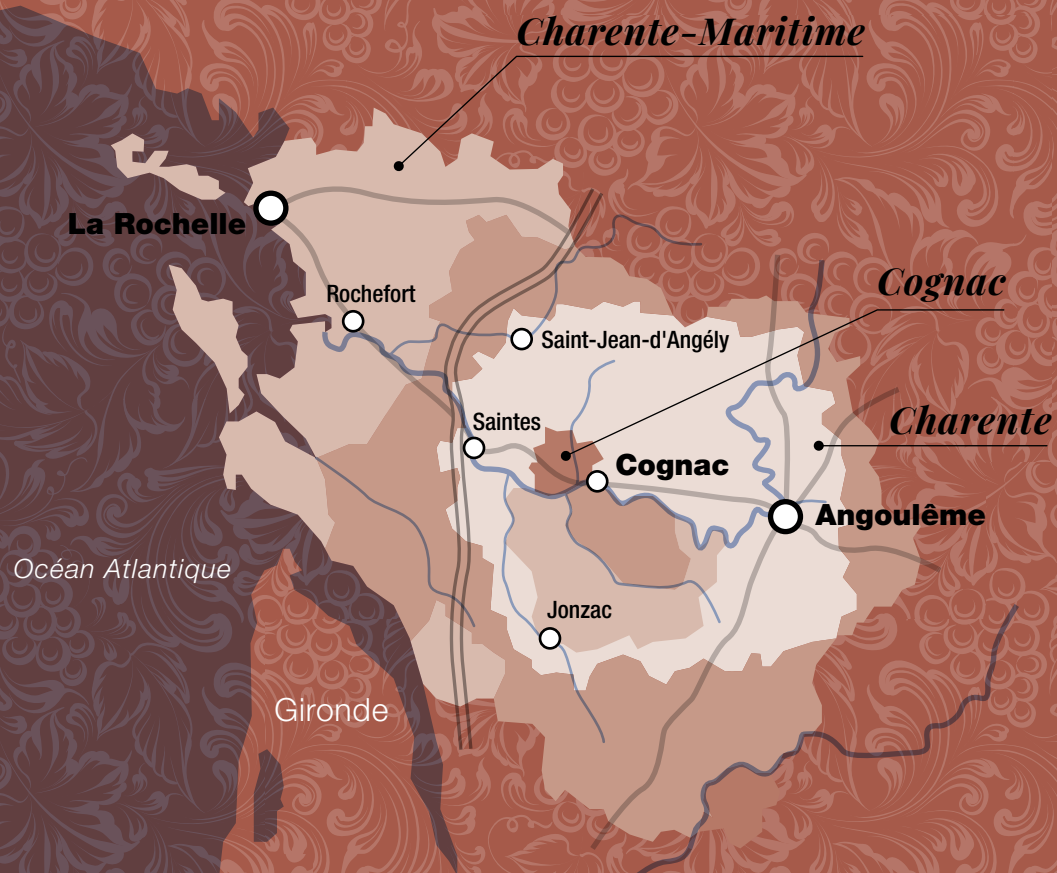 Charente-Maritime
La Rochelle
Cognac
Rochefort
Saint-Jean-d'Angély
Charente
Saintes
Cognac
Angoulême
Océan Atlantique
Jonzac
Gironde